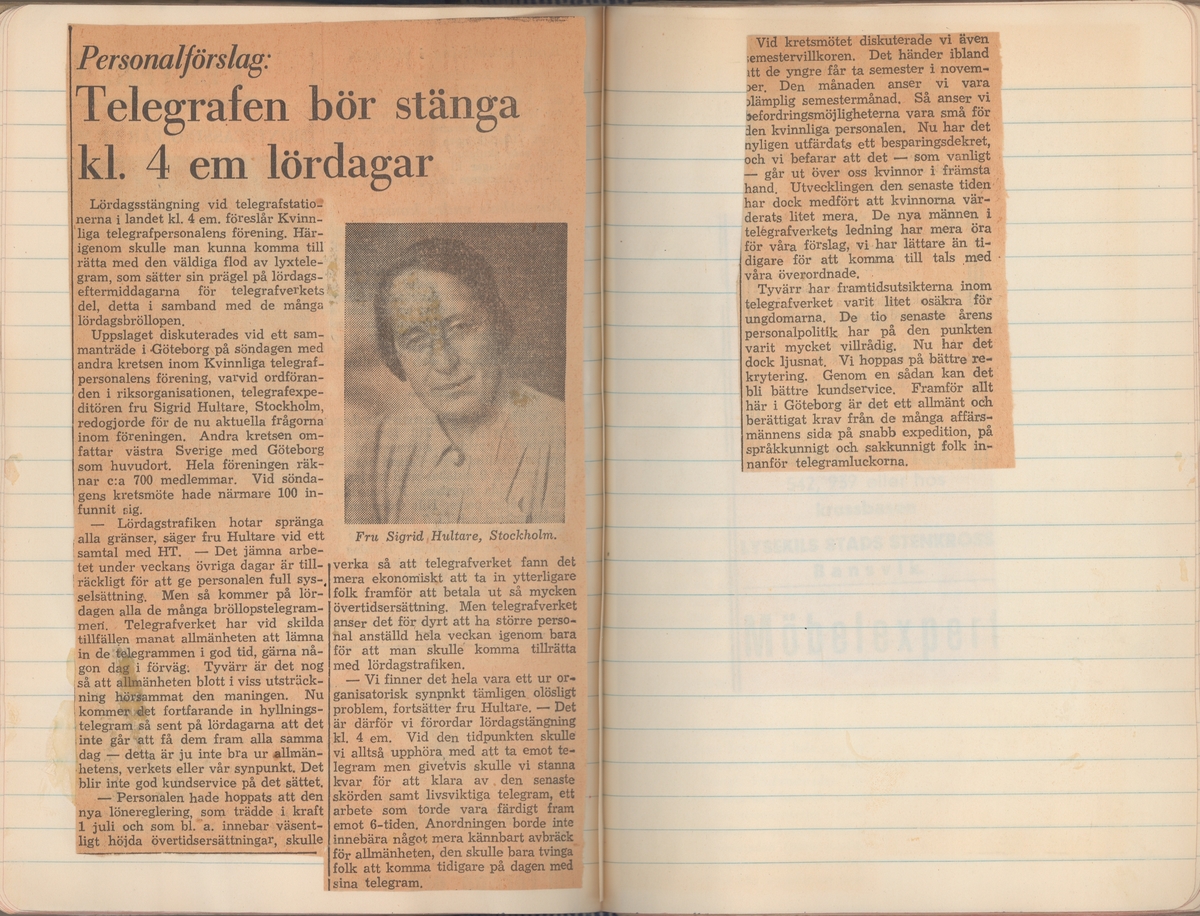 Personalförslag:
Telegrafen bör stänga
kl. 4 em lördagar
Lördagsstängning vid telegrafstatio-
nerna i landet kl. 4 em. föreslår Kvinn-
liga telegrafpersonalens förening. Här-
igenom skulle man kunna komma till
rätta med den väldiga flod av lyxtele-
gram, som sätter sin prägel på lördags-
eftermiddagarna för telegrafverkets
del, detta i samband med de många
lördagsbröllopen.
Uppslaget diskuterades vid ett sam-
manträde i Göteborg på söndagen med
andra kretsen inom Kvinnliga telegraf-
personalens förening, varvid ordföran-
den i riksorganisationen, telegrafexpe-
ditören fru Sigrid Hultare, Stockholm,
redogjorde för de nu aktuella frågorna
inom föreningen. Andra kretsen om-
fattar västra Sverige med Göteborg
som huvudort. Hela föreningen räk-
nar c:a 700 medlemmar. Vid sönda-
gens kretsmöte hade närmare 100 in-
funnit sig.
— Lördagstrafiken hotar spränga
alla gränser, säger fru Hultare vid ett
samtal med HT. — Det jämna arbe-
tet under veckans övriga dagar är till-
räckligt för att ge personalen full sys-
selsättning. Men så kommer på lör-
dagen alla de många bröllopstelegram-
men. Telegrafverket har vid skilda
tillfällen manat allmänheten att lämna
in de telegrammen i god tid, gärna nå-
gon dag i förväg. Tyvärr är det nog
så att allmänheten blott i viss utsträck-
ning hörsammat den maningen. Nu
kommer det fortfarande in hyllnings-
telegram så sent på lördagarna att det
inte går att få dem fram alla samma
dag — detta är ju inte bra ur allmän-
hetens, verkets eller vår synpunkt. Det
blir inte god kundservice på det sättet.
— Personalen hade hoppats att den
nya lönereglering, som trädde i kraft
1 juli och som bl. a. innebar väsent-
ligt höjda övertidsersättningar, skulle
Fru Sigrid Hultare, Stockholm.
verka så att telegrafverket fann det
mera ekonomiskt att ta in ytterligare
folk framför att betala ut så mycken
övertidsersättning. Men telegrafverket
anser det för dyrt att ha större perso-
nal anställd hela veckan igenom bara
för att man skulle komma tillrätta
med lördagstrafiken.
— Vi finner det hela vara ett ur or-
ganisatorisk synpnkt tämligen olösligt
problem, fortsätter fru Hultare. — Det
är därför vi förordar lördagstängning
kl. 4 em. Vid den tidpunkten skulle
vi alltså upphöra med att ta emot te-
legram men givetvis skulle vi stanna
kvar för att klara av den senaste
skörden samt livsviktiga telegram, ett
arbete som torde vara färdigt fram
emot 6-tiden. Anordningen borde inte
innebära något mera kännbart avbräck
för allmänheten, den skulle bara tvinga
folk att komma tidigare på dagen med
sina telegram.
Vid kretsmötet diskuterade vi även
emestervillkoren. Det händer ibland
tt de yngre får ta semester i novem-
er. Den månaden anser vi vara
lämplig semestermånad. Så anser vi
befordringsmöjligheterna vara små för
den kvinnliga personalen. Nu har det
nyligen utfärdats ett besparingsdekret,
och vi befarar att det — som vanligt
— går ut över oss kvinnor i främsta
hand. Utvecklingen den senaste tiden
har dock medfört att kvinnorna vär-
derats litet mera. De nya männen i
telegrafverkets ledning har mera öra
för våra förslag, vi har lättare än ti-
digare för att komma till tals med
våra överordnade.
Tyvärr har framtidsutsikterna inom
telegrafverket varit litet osäkra för
ungdomarna. De tio senaste årens
personalpolitik har på den punkten
varit mycket villrådig. Nu har det
dock ljusnat. Vi hoppas på bättre re-
krytering. Genom en sådan kan det
bli bättre kundservice. Framför allt
här i Göteborg är det ett allmänt och
berättigat krav från de många affärs-
männens sida på snabb expedition, på
språkkunnigt och sakkunnigt folk in-
nanför telegramluckorna.